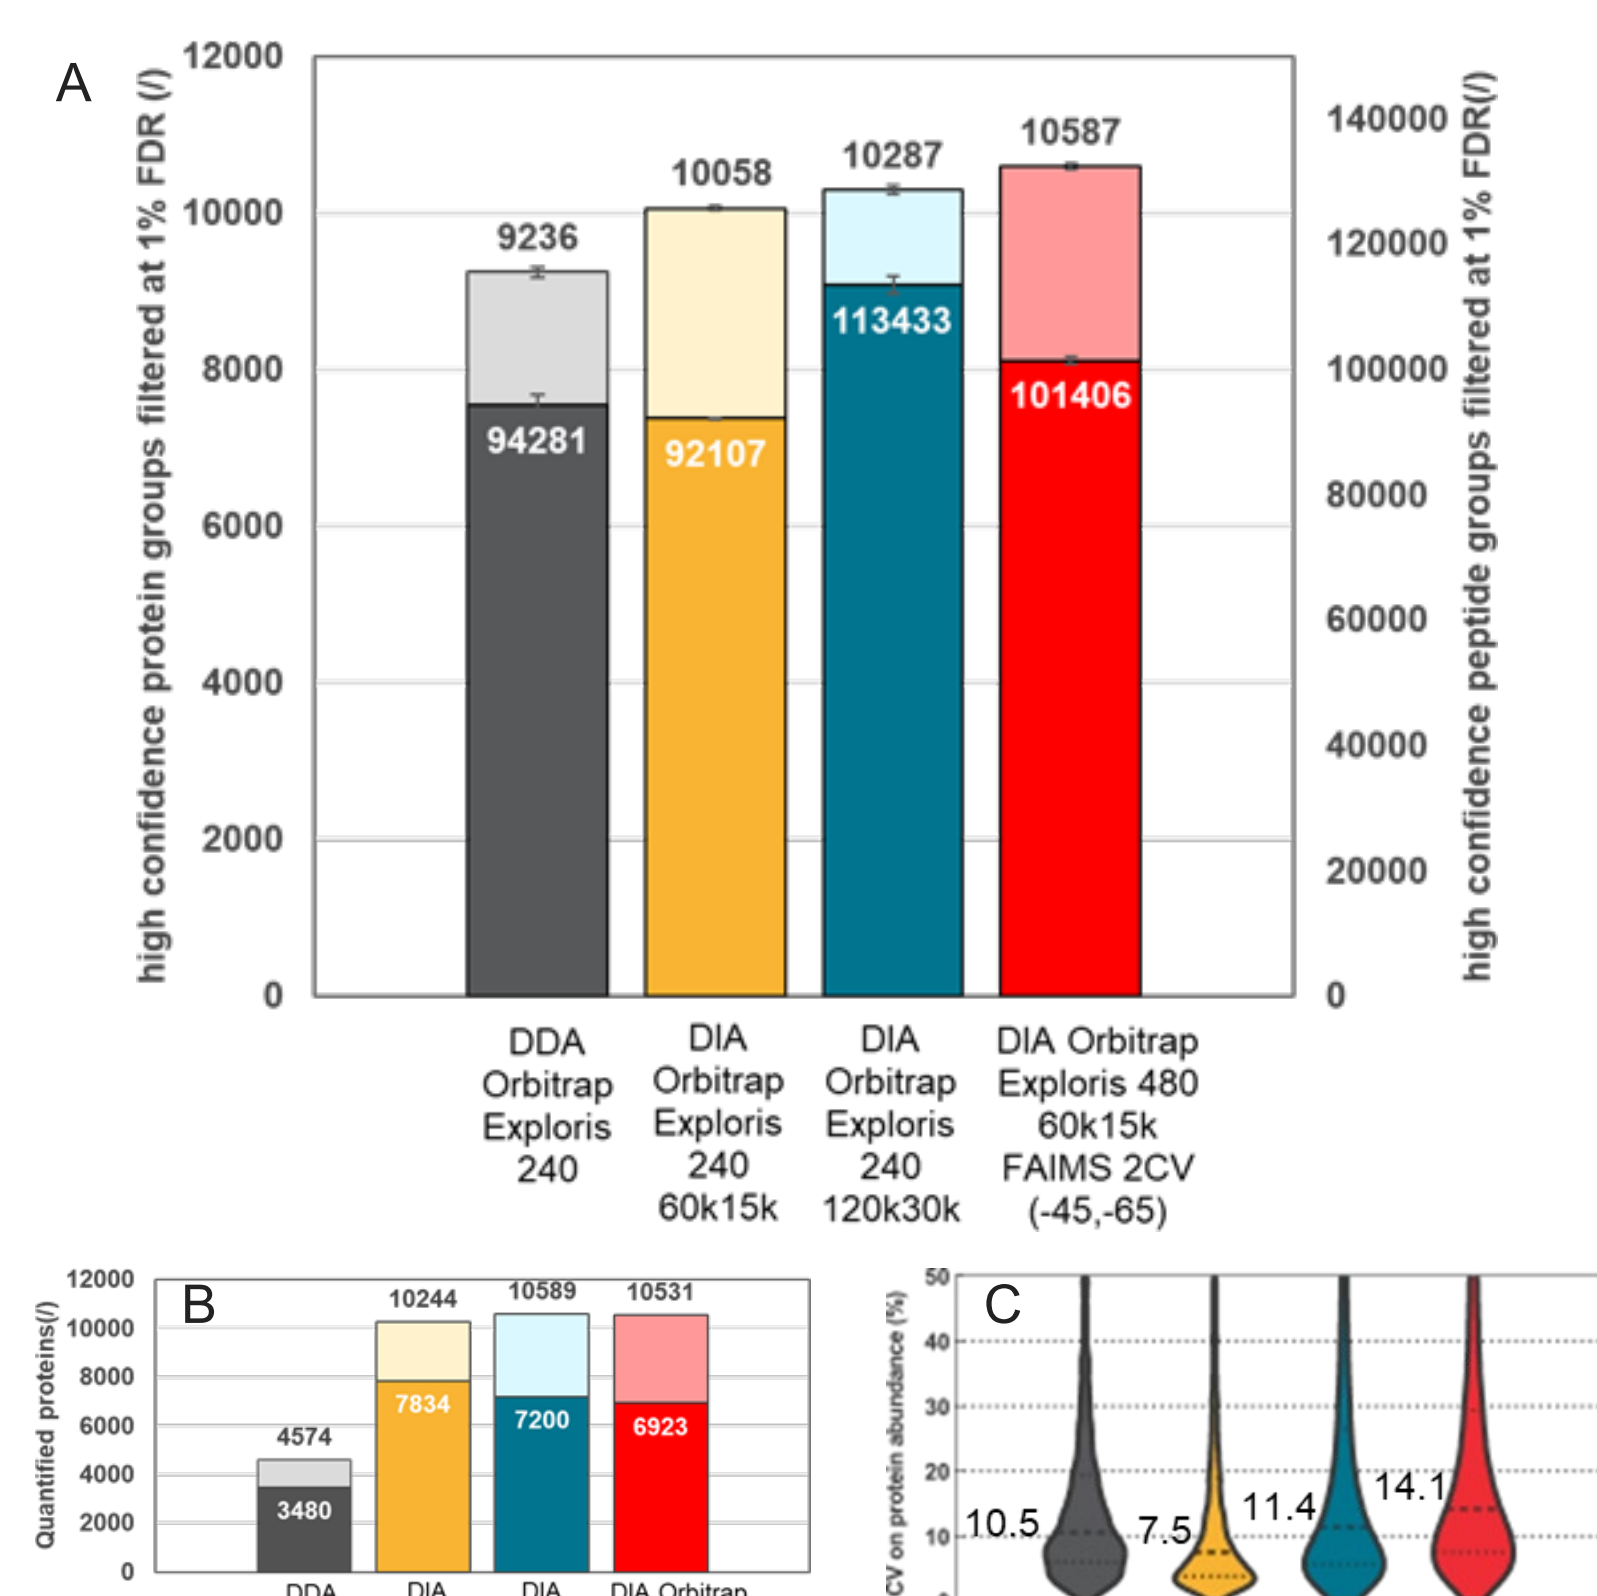 A
high confidence protein groups filtered at 1% FDR (/)
12000
10000
8000
6000
4000
2000
0
9236
10058
10287
10587
94281
92107
113433
101406
140000
120000
100000
80000
60000
40000
20000
0
high confidence peptide groups filtered at 1% FDR(/)
DDA
Orbitrap
Exploris
240
DIA
Orbitrap
Exploris
240
60k15k
DIA
Orbitrap
Exploris
240
120k30k
DIA Orbitrap
Exploris 480
60k15k
FAIMS 2CV
(-45,-65)
B
Quantified proteins(/)
12000
10000
8000
6000
4000
2000
0
4574
10244
10589
10531
3480
7834
7200
6923
DDA
DIA
DIA
DIA Orbitrap
C
CV on protein abundance (%)
50
40
30
20
10
10.5
7.5
11.4
14.1